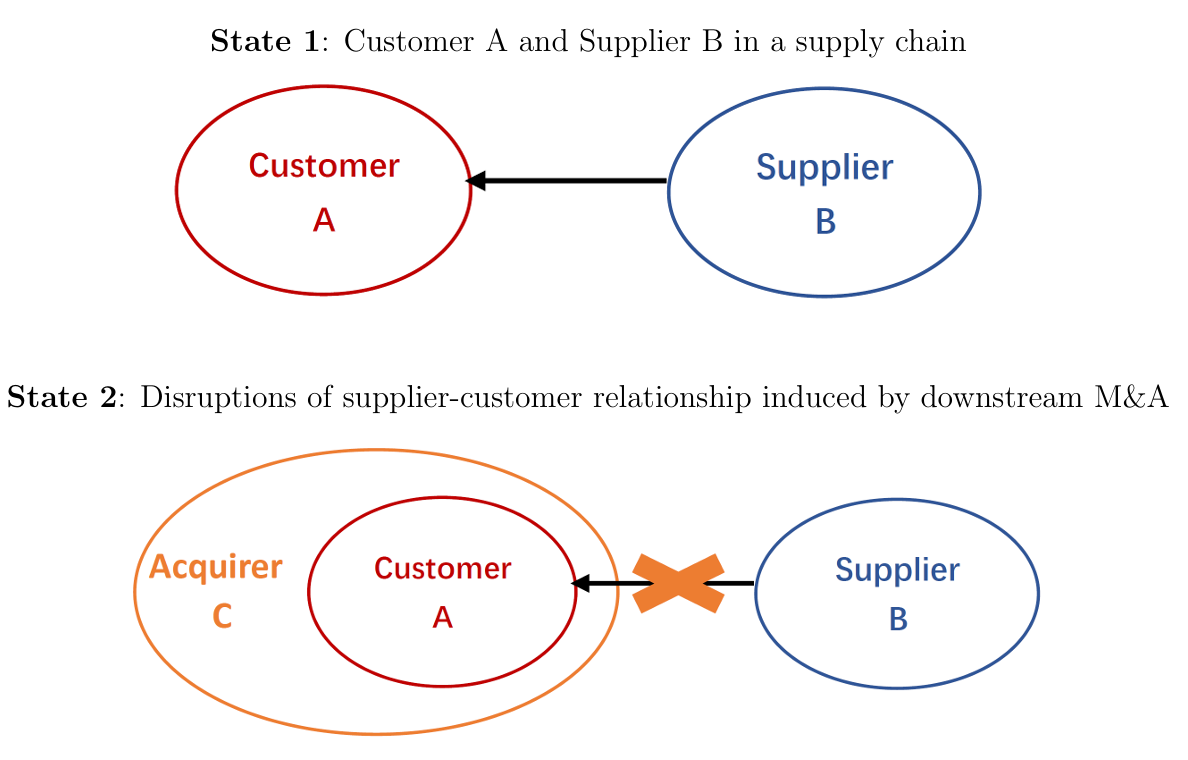 State 1: Customer A and Supplier B in a supply chain
Customer
A
Supplier
B
State 2: Disruptions of supplier-customer relationship induced by downstream M&A
Acquirer
C
Customer
A
Supplier
B